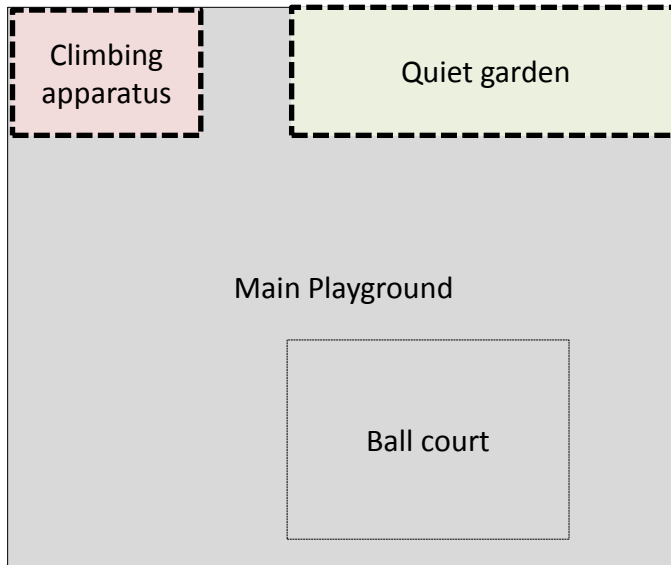 Climbing
apparatus
Quiet garden
Main Playground
Ball court